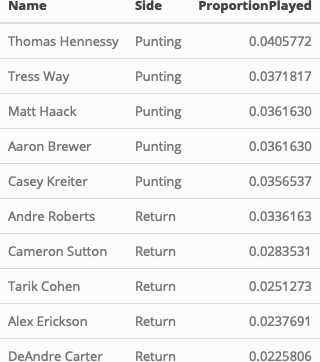 Name Side ProportionPlayed
Thomas Hennessy Punting 0.0405772
Tress Way Punting 0.0371817
Matt Haack Punting 0.0361630
Aaron Brewer Punting 0.0361630
Casey Kreiter Punting 0.0356537
Andre Roberts Return 0.0336163
Cameron Sutton Return 0.0283531
Tarik Cohen Return 0.0251273
Alex Erickson Return 0.0237691
DeAndre Carter Return 0.0225806